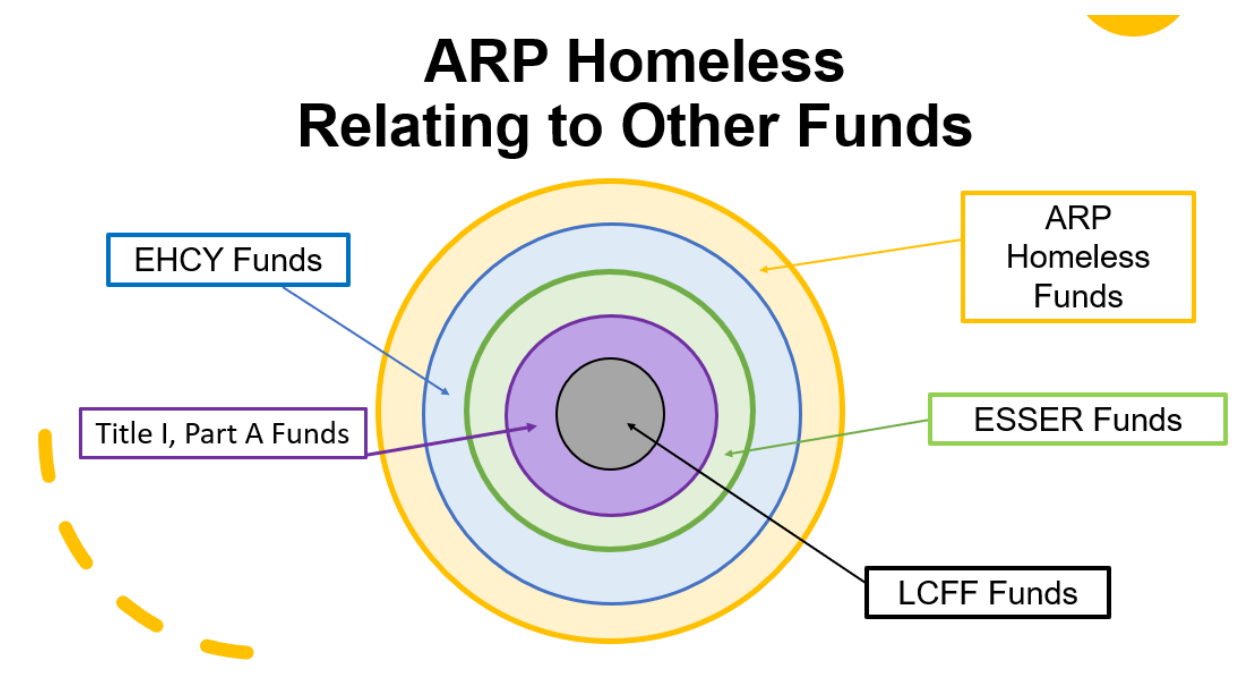 ARP Homeless
Relating to Other Funds
EHCY Funds
ARP
Homeless
Funds
Title I, Part A Funds
ESSER Funds
LCFF Funds